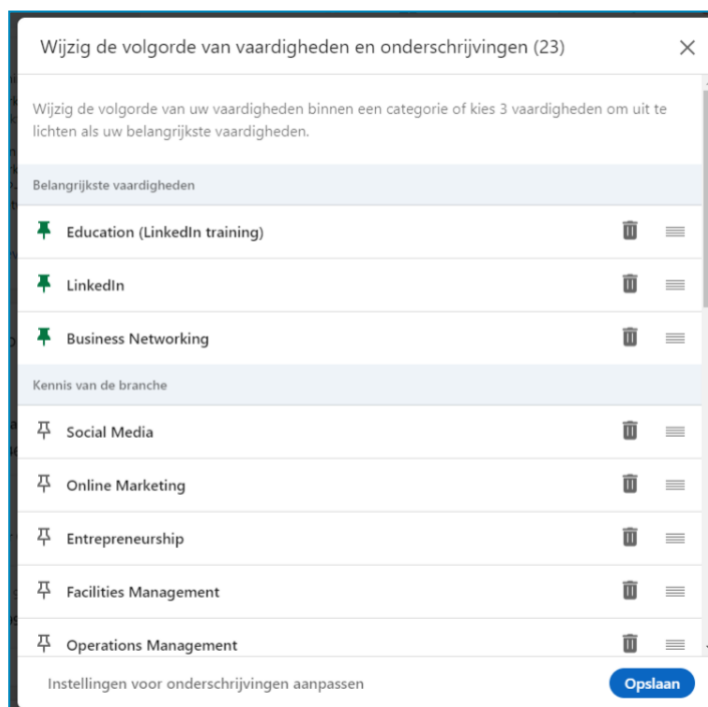 Wijzig de volgorde van vaardigheden en onderschrijvingen (23)
Wijzig de volgorde van uw vaardigheden binnen een categorie of kies 3 vaardigheden om uit te
lichten als uw belangrijkste vaardigheden.
Belangrijkste vaardigheden
Education (LinkedIn training)
LinkedIn
Business Networking
Kennis van de branche
Social Media
Online Marketing
Entrepreneurship
Facilities Management
Operations Management
Instellingen voor onderschrijvingen aanpassen
Opslaan